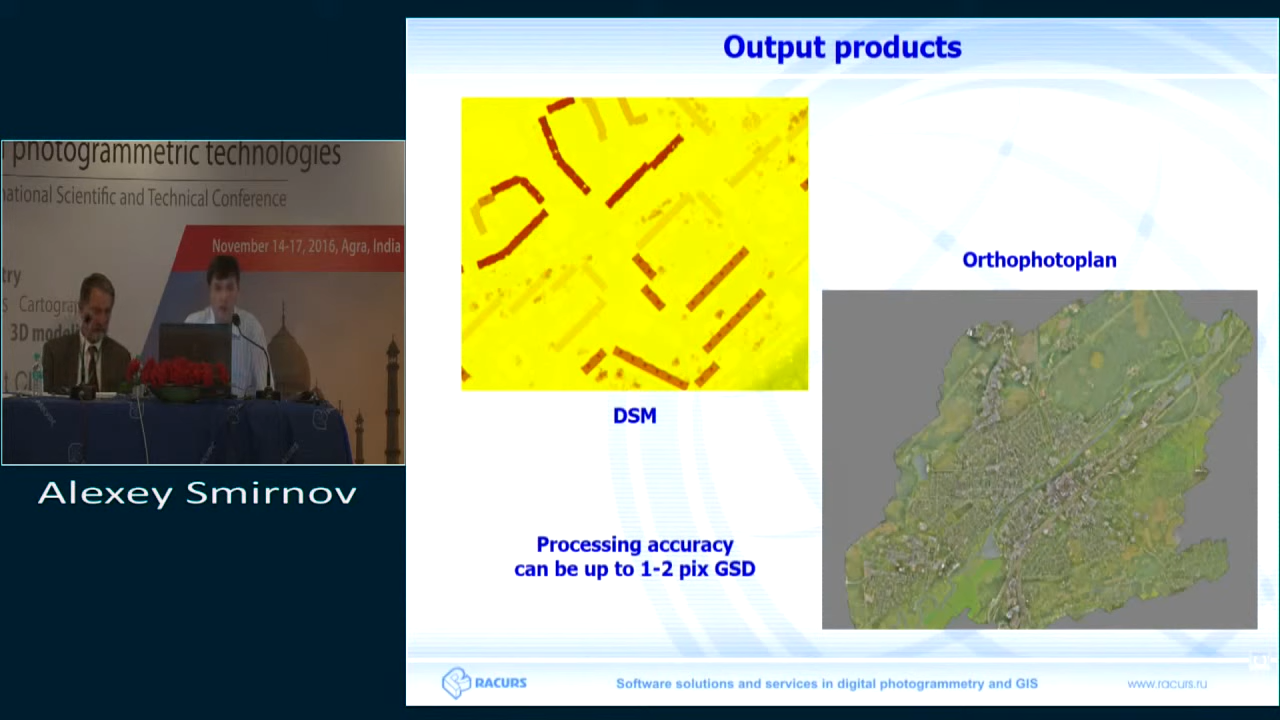 photogrammetric technologies
national Scientific and Technical Conference
November 14-17, 2016, Agra, India
3D
Alexey Smirnov
Output products
DSM
Orthophotoplan
Processing accuracy
can be up to 1-2 pix GSD
RACURS
Software solutions and services in digital photogrammetry and GIS
www.racurs.ru